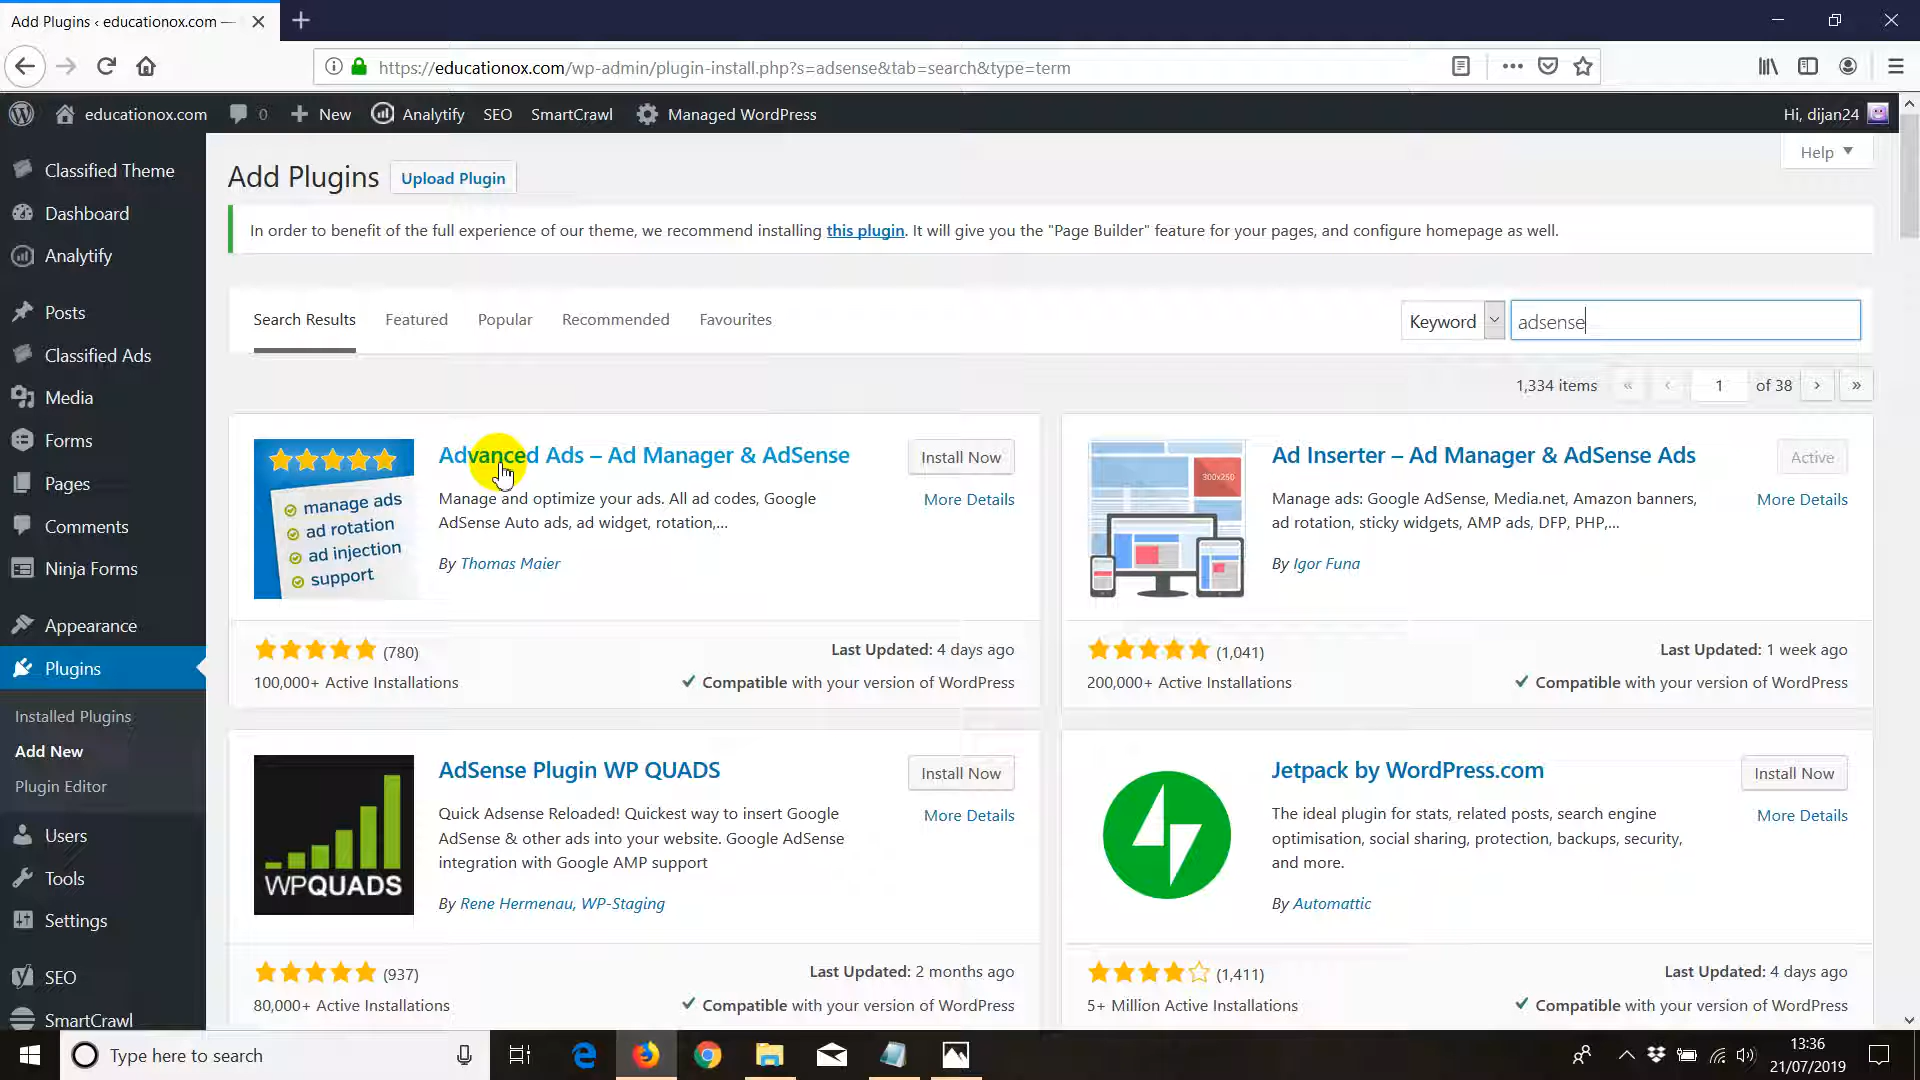 Add Plugins ‹ educationox.com —
https://educationox.com/wp-admin/plugin-install.php?s=adsense&tab=search&type=term
educationox.com 0 New Analytify SEO SmartCrawl Managed WordPress Hi, dijan24
Classified Theme
Dashboard
Analytify
Posts
Classified Ads
Media
Forms
Pages
Comments
Ninja Forms
Appearance
Plugins
Installed Plugins
Add New
Plugin Editor
Users
Tools
Settings
SEO
SmartCrawl
Help
Add Plugins Upload Plugin
In order to benefit of the full experience of our theme, we recommend installing this plugin. It will give you the "Page Builder" feature for your pages, and configure homepage as well.
Search Results Featured Popular Recommended Favourites Keyword adsense
1,334 items « ‹ 1 of 38 › »
manage ads
ad rotation
ad injection
support
Advanced Ads – Ad Manager & AdSense
Install Now
Manage and optimize your ads. All ad codes, Google
AdSense Auto ads, ad widget, rotation,...
More Details
By Thomas Maier
(780)
Last Updated: 4 days ago
100,000+ Active Installations
Compatible with your version of WordPress
300x250
Ad Inserter – Ad Manager & AdSense Ads
Active
Manage ads: Google AdSense, Media.net, Amazon banners,
ad rotation, sticky widgets, AMP ads, DFP, PHP,...
More Details
By Igor Funa
(1,041)
Last Updated: 1 week ago
200,000+ Active Installations
Compatible with your version of WordPress
WPQUADS
AdSense Plugin WP QUADS
Install Now
Quick Adsense Reloaded! Quickest way to insert Google
AdSense & other ads into your website. Google AdSense
integration with Google AMP support
More Details
By Rene Hermenau, WP-Staging
(937)
Last Updated: 2 months ago
80,000+ Active Installations
Compatible with your version of WordPress
Jetpack by WordPress.com
Install Now
The ideal plugin for stats, related posts, search engine
optimisation, social sharing, protection, backups, security,
and more.
More Details
By Automattic
(1,411)
Last Updated: 4 days ago
5+ Million Active Installations
Compatible with your version of WordPress
Type here to search
13:36
21/07/2019